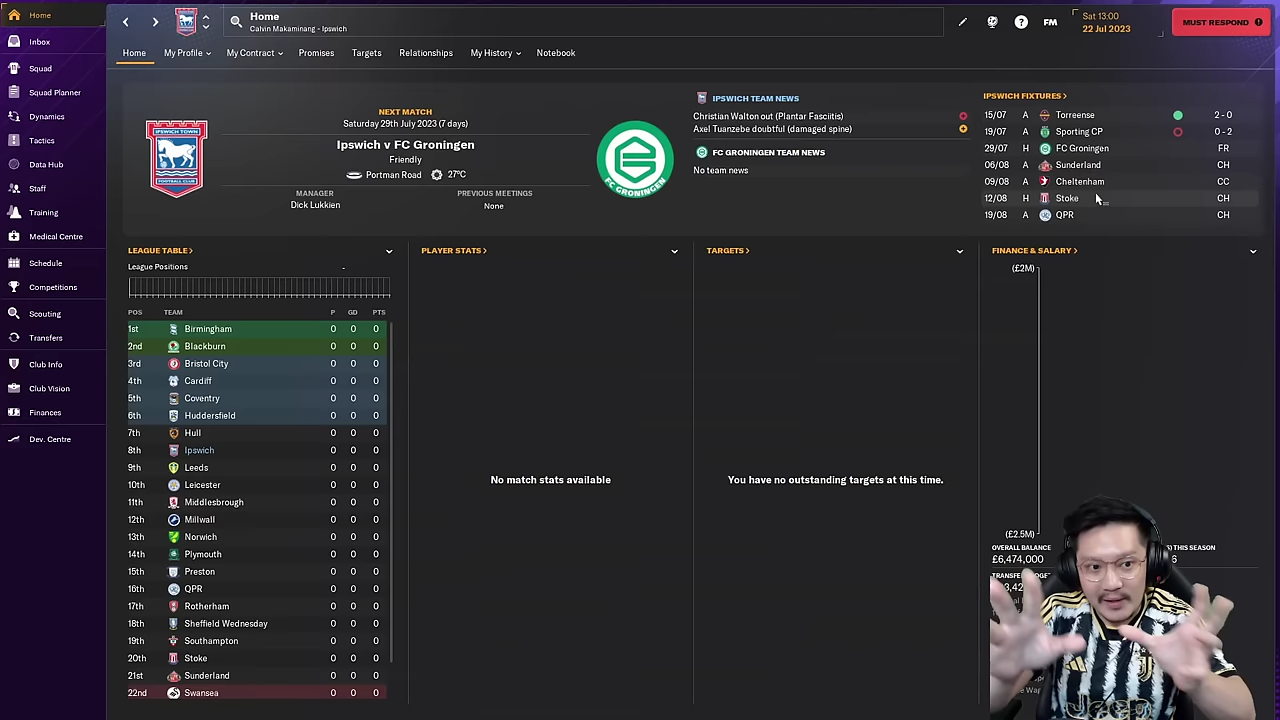 Home
Inbox
Squad
Squad Planner
Dynamics
Tactics
Data Hub
Staff
Training
Medical Centre
Schedule
Competitions
Scouting
Transfers
Club Info
Club Vision
Finances
Dev. Centre
Home
Calvin Makaminang - Ipswich
?
FM
Sat 13:00
22 Jul 2023
MUST RESPOND
Home
My Profile
My Contract
Promises
Targets
Relationships
My History
Notebook
NEXT MATCH
Saturday 29th July 2023 (7 days)
Ipswich v FC Groningen
Friendly
Portman Road 27°C
MANAGER
Dick Lukkien
PREVIOUS MEETINGS
None
IPSWICH TOWN
FC GRONINGEN
IPSWICH TEAM NEWS
Christian Walton out (Plantar Fasciitis)
Axel Tuanzebe doubtful (damaged spine)
FC GRONINGEN TEAM NEWS
No team news
IPSWICH FIXTURES >
15/07 A Torreense 2 - 0
19/07 A Sporting CP 0 - 2
29/07 H FC Groningen FR
06/08 A Sunderland CH
09/08 A Cheltenham CC
12/08 H Stoke CH
19/08 A QPR CH
LEAGUE TABLE >
League Positions -
POS TEAM P GD PTS
1st Birmingham 0 0 0
2nd Blackburn 0 0 0
3rd Bristol City 0 0 0
4th Cardiff 0 0 0
5th Coventry 0 0 0
6th Huddersfield 0 0 0
7th Hull 0 0 0
8th Ipswich 0 0 0
9th Leeds 0 0 0
10th Leicester 0 0 0
11th Middlesbrough 0 0 0
12th Millwall 0 0 0
13th Norwich 0 0 0
14th Plymouth 0 0 0
15th Preston 0 0 0
16th QPR 0 0 0
17th Rotherham 0 0 0
18th Sheffield Wednesday 0 0 0
19th Southampton 0 0 0
20th Stoke 0 0 0
21st Sunderland 0 0 0
22nd Swansea 0 0 0
PLAYER STATS >
No match stats available
TARGETS >
You have no outstanding targets at this time.
FINANCE & SALARY >
(£2M)
(£2.5M)
OVERALL BALANCE
£6,474,000
THIS SEASON
Jeep